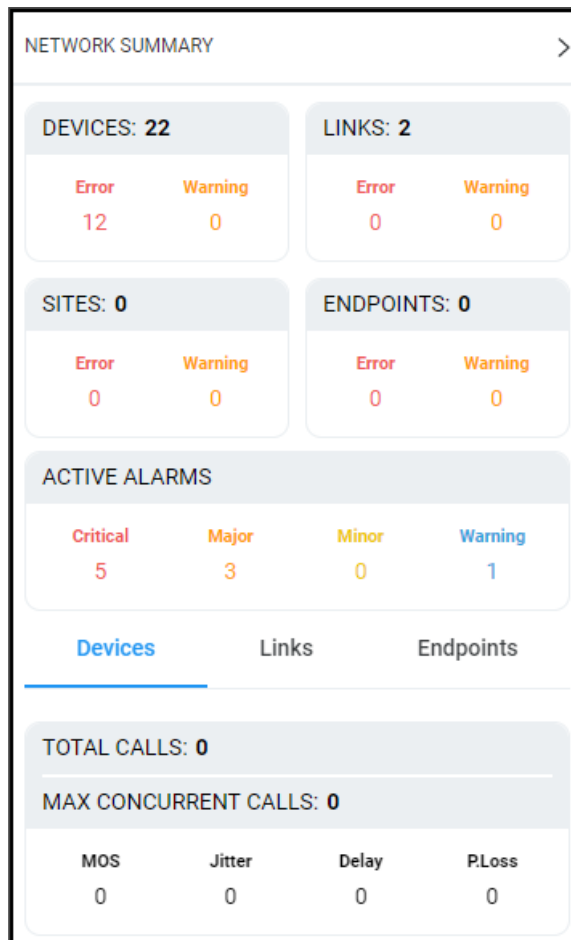 NETWORK SUMMARY
DEVICES: 22
LINKS: 2
Error Warning
12 0
Error Warning
0 0
SITES: 0
ENDPOINTS: 0
Error Warning
0 0
Error Warning
0 0
ACTIVE ALARMS
Critical Major Minor Warning
5 3 0 1
Devices Links Endpoints
TOTAL CALLS: 0
MAX CONCURRENT CALLS: 0
MOS Jitter Delay P.Loss
0 0 0 0